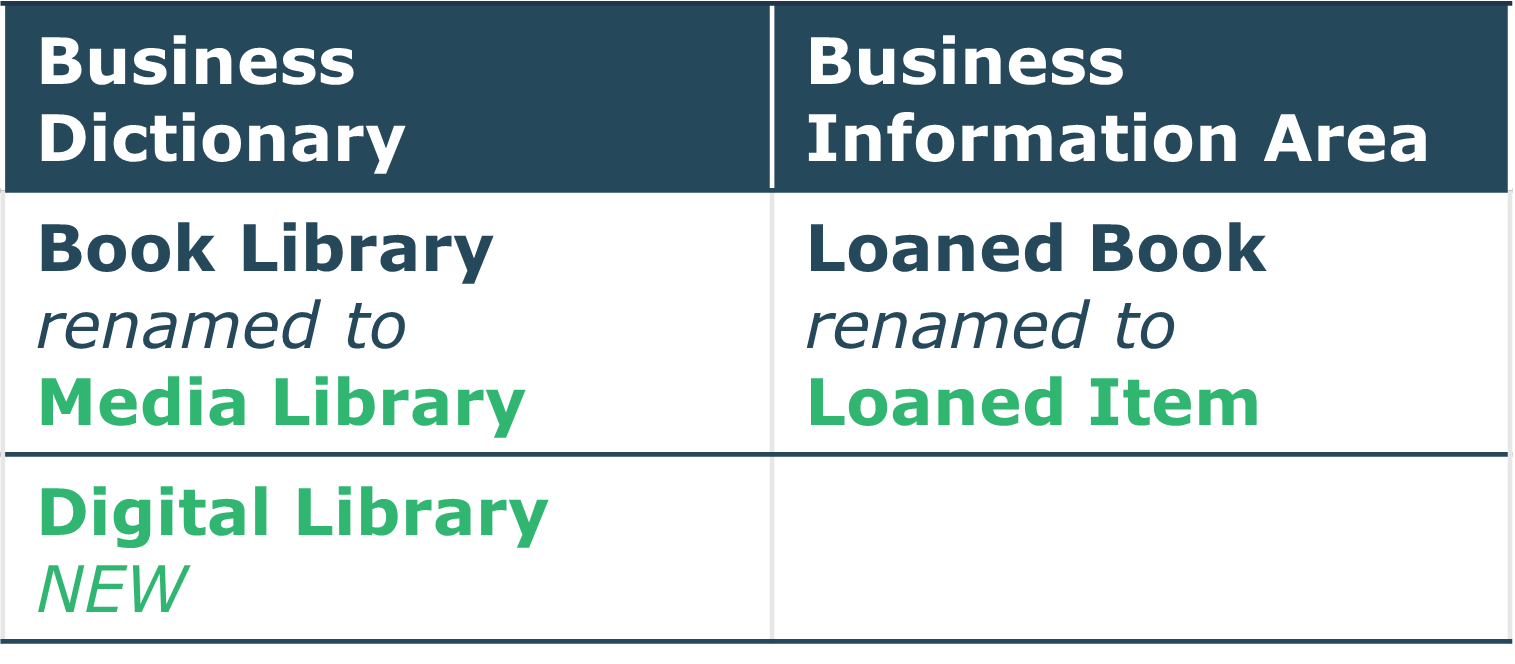 Business
Dictionary
Business
Information Area
Book Library
renamed to
Media Library
Loaned Book
renamed to
Loaned Item
Digital Library
NEW